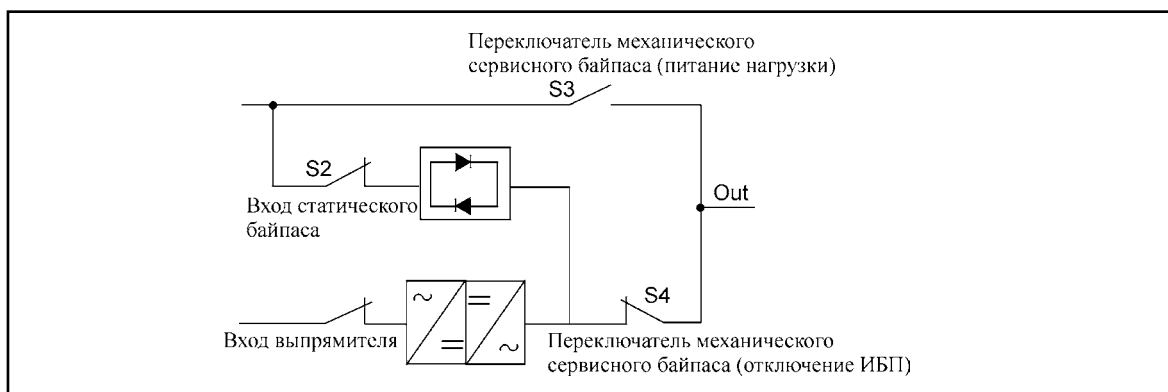 Переключатель механического
сервисного байпаса (питание нагрузки)
S3
S2
Out
Вход статического
байпаса
S4
Вход выпрямителя
Переключатель механического
сервисного байпаса (отключение ИБП)